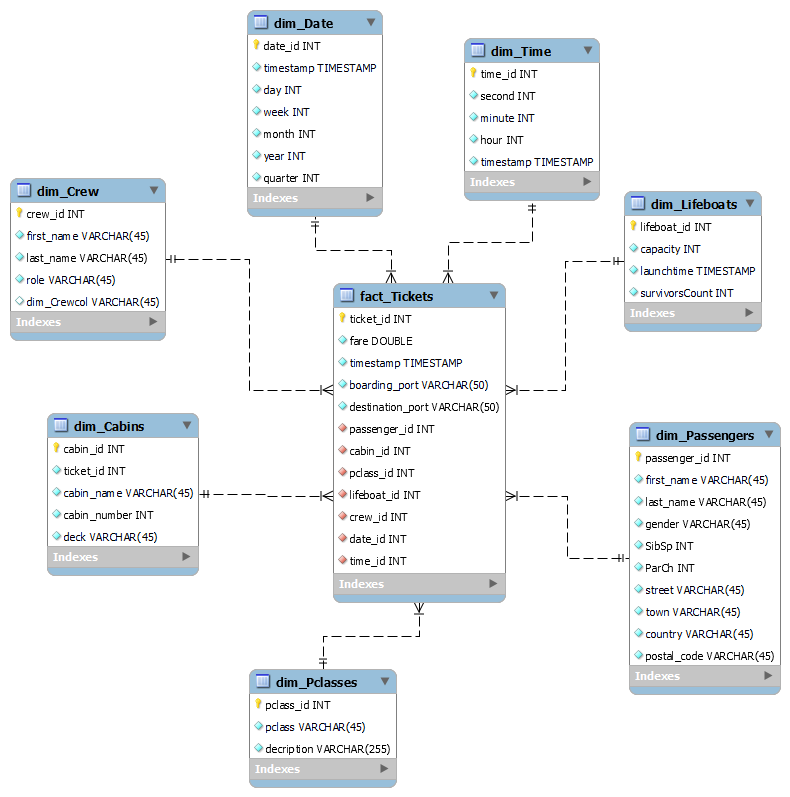 dim_Date
date_id INT
timestamp TIMESTAMP
day INT
week INT
month INT
year INT
quarter INT
Indexes
dim_Time
time_id INT
second INT
minute INT
hour INT
timestamp TIMESTAMP
Indexes
dim_Crew
crew_id INT
first_name VARCHAR(45)
last_name VARCHAR(45)
role VARCHAR(45)
dim_Crewcol VARCHAR(45)
Indexes
dim_Lifeboats
lifeboat_id INT
capacity INT
launchtime TIMESTAMP
survivorsCount INT
Indexes
fact_Tickets
ticket_id INT
fare DOUBLE
timestamp TIMESTAMP
boarding_port VARCHAR(50)
destination_port VARCHAR(50)
passenger_id INT
cabin_id INT
pclass_id INT
lifeboat_id INT
crew_id INT
date_id INT
time_id INT
Indexes
dim_Cabins
cabin_id INT
ticket_id INT
cabin_name VARCHAR(45)
cabin_number INT
deck VARCHAR(45)
Indexes
dim_Passengers
passenger_id INT
first_name VARCHAR(45)
last_name VARCHAR(45)
gender VARCHAR(45)
SibSp INT
ParCh INT
street VARCHAR(45)
town VARCHAR(45)
country VARCHAR(45)
postal_code VARCHAR(45)
Indexes
dim_Pclasses
pclass_id INT
pclass VARCHAR(45)
decription VARCHAR(255)
Indexes